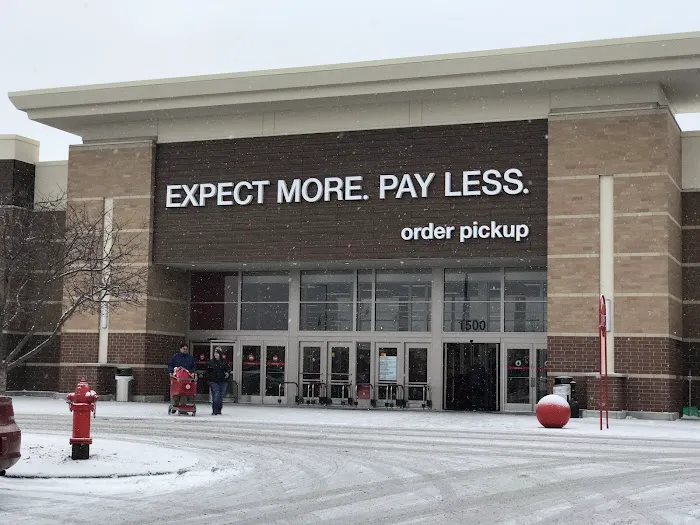 EXPECT MORE. PAY LESS.
order pickup
1500